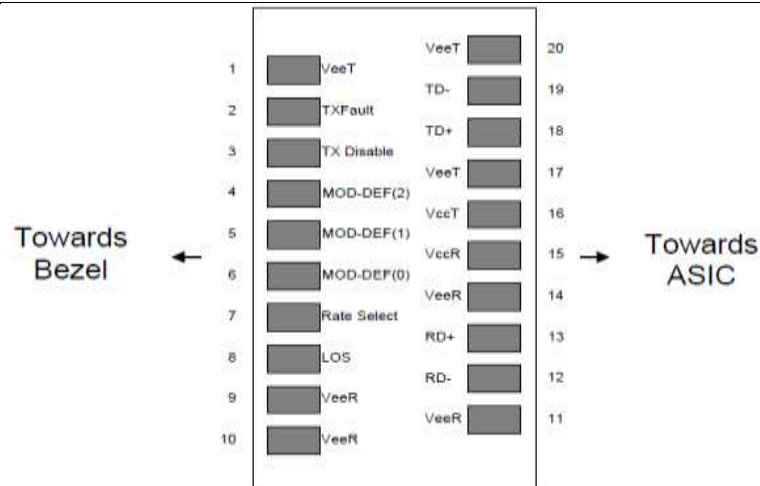 1 VeeT
2 TXFault
3 TX Disable
4 MOD-DEF(2)
5 MOD-DEF(1)
6 MOD-DEF(0)
7 Rate Select
8 LOS
9 VeeR
10 VeeR
VeeT 20
TD- 19
TD+ 18
VeeT 17
VccT 16
VccR 15
VeeR 14
RD+ 13
RD- 12
VeeR 11
Towards
Bezel
Towards
ASIC